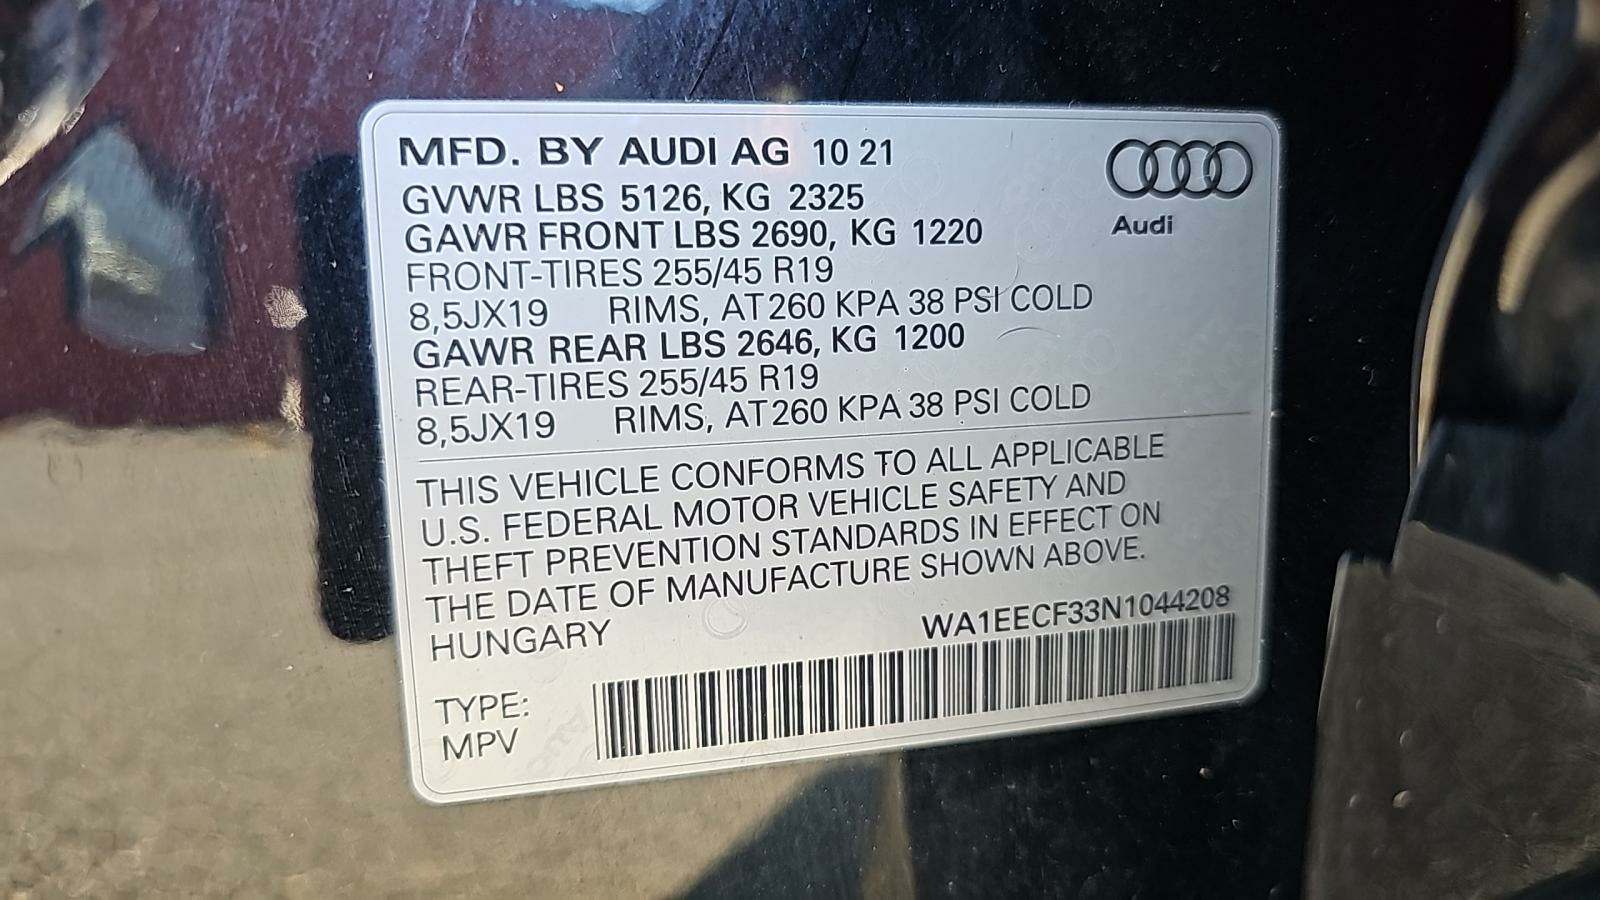 MFD. BY AUDI AG 10 21
GVWR LBS 5126, KG 2325
GAWR FRONT LBS 2690, KG 1220
Audi
FRONT-TIRES 255/45 R19
8,5JX19 RIMS, AT 260 KPA 38 PSI COLD
GAWR REAR LBS 2646, KG 1200
REAR-TIRES 255/45 R19
8,5JX19 RIMS, AT 260 KPA 38 PSI COLD
THIS VEHICLE CONFORMS TO ALL APPLICABLE
U.S. FEDERAL MOTOR VEHICLE SAFETY AND
THEFT PREVENTION STANDARDS IN EFFECT ON
THE DATE OF MANUFACTURE SHOWN ABOVE.
HUNGARY WA1EECF33N1044208
TYPE:
MPV